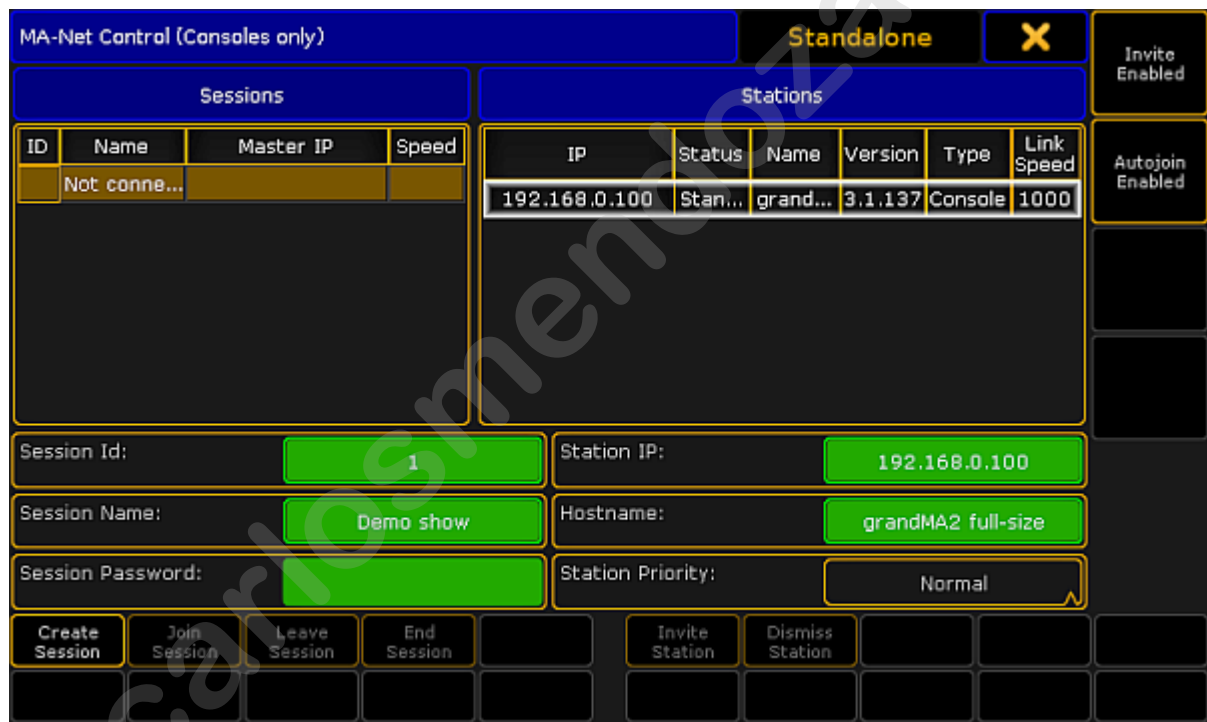 MA-Net Control (Consoles only)
Standalone
Invite
Enabled
Sessions
Stations
Autojoin
Enabled
ID Name Master IP Speed
Not conne...
IP Status Name Version Type Link Speed
192.168.0.100 Stan... grand... 3.1.137 Console 1000
Session Id: 1
Station IP: 192.168.0.100
Session Name: Demo show
Hostname: grandMA2 full-size
Session Password:
Station Priority: Normal
Create
Session
Join
Session
Leave
Session
End
Session
Invite
Station
Dismiss
Station
carlosmendoza